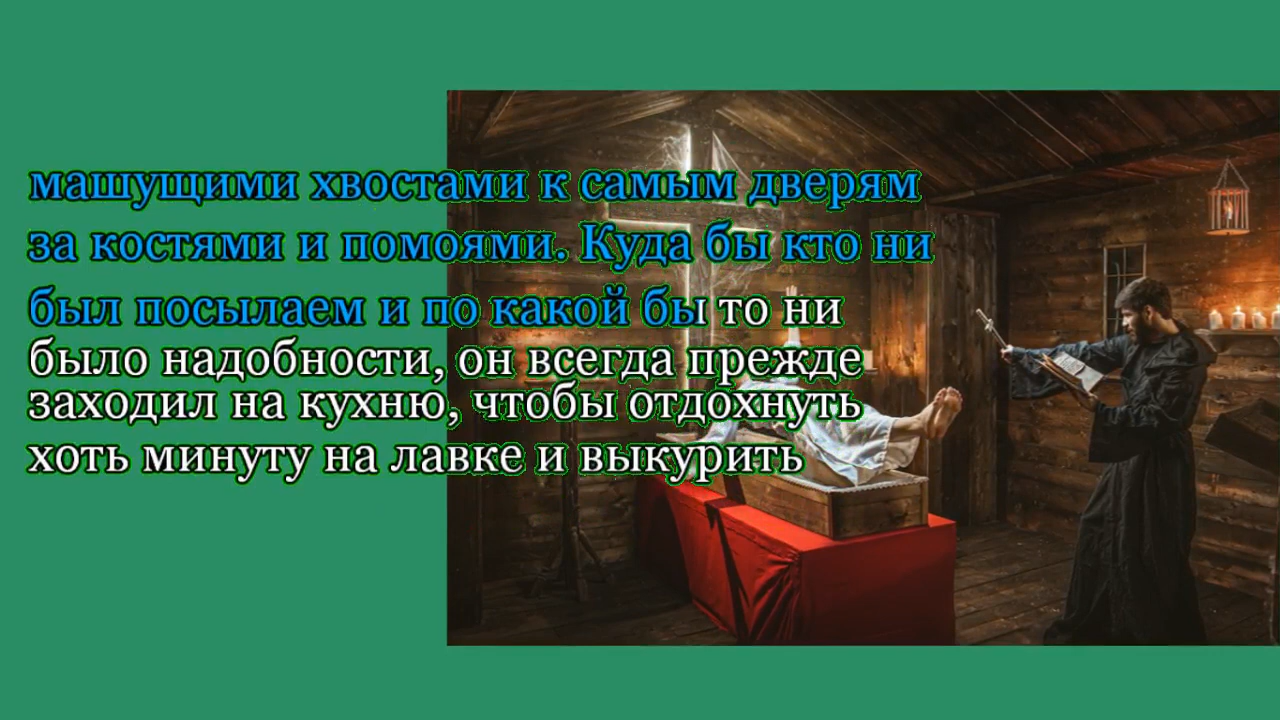 машущими хвостами к самым дверям
за костями и помоями. Куда бы кто ни
был посылаем и по какой бы то ни
было надобности, он всегда прежде
заходил на кухню, чтобы отдохнуть
хоть минуту на лавке и выкурить